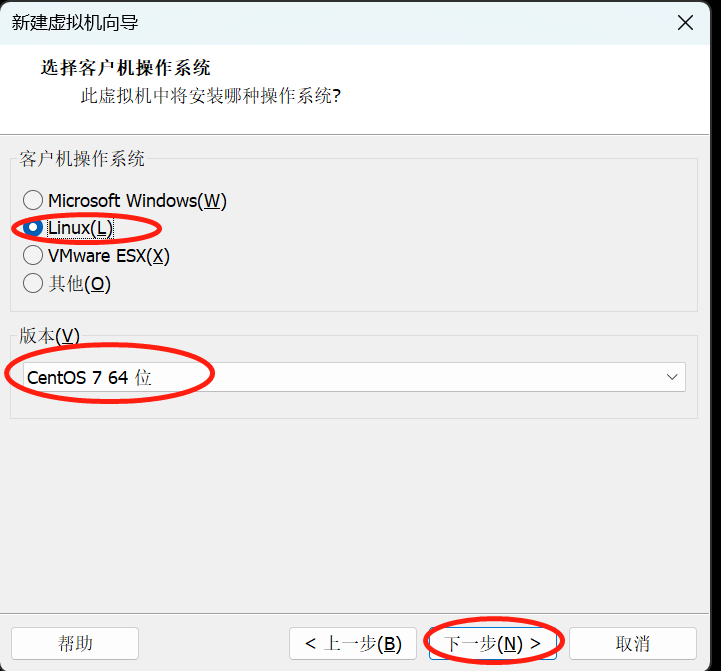 新建虚拟机向导
选择客户机操作系统
此虚拟机中将安装哪种操作系统?
客户机操作系统
Microsoft Windows(W)
Linux(L)
VMware ESX(X)
其他(O)
版本(V)
CentOS 7 64 位
帮助
< 上一步(B)
下一步(N) >
取消